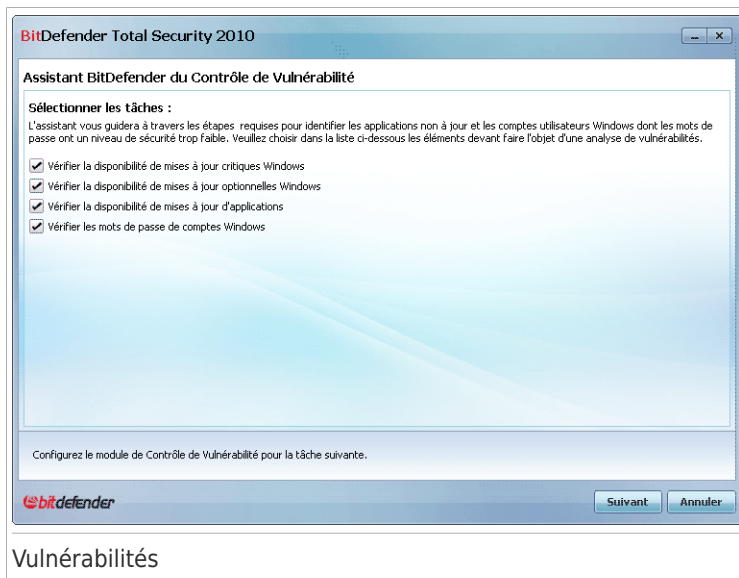 BitDefender Total Security 2010
Assistant BitDefender du Contrôle de Vulnérabilité
Sélectionner les tâches :
L'assistant vous guidera à travers les étapes requises pour identifier les applications non à jour et les comptes utilisateurs Windows dont les mots de
passe ont un niveau de sécurité trop faible. Veuillez choisir dans la liste ci-dessous les éléments devant faire l'objet d'une analyse de vulnérabilités.
Vérifier la disponibilité de mises à jour critiques Windows
Vérifier la disponibilité de mises à jour optionnelles Windows
Vérifier la disponibilité de mises à jour d'applications
Vérifier les mots de passe de comptes Windows
Configurez le module de Contrôle de Vulnérabilité pour la tâche suivante.
bitdefender
Suivant Annuler
Vulnérabilités